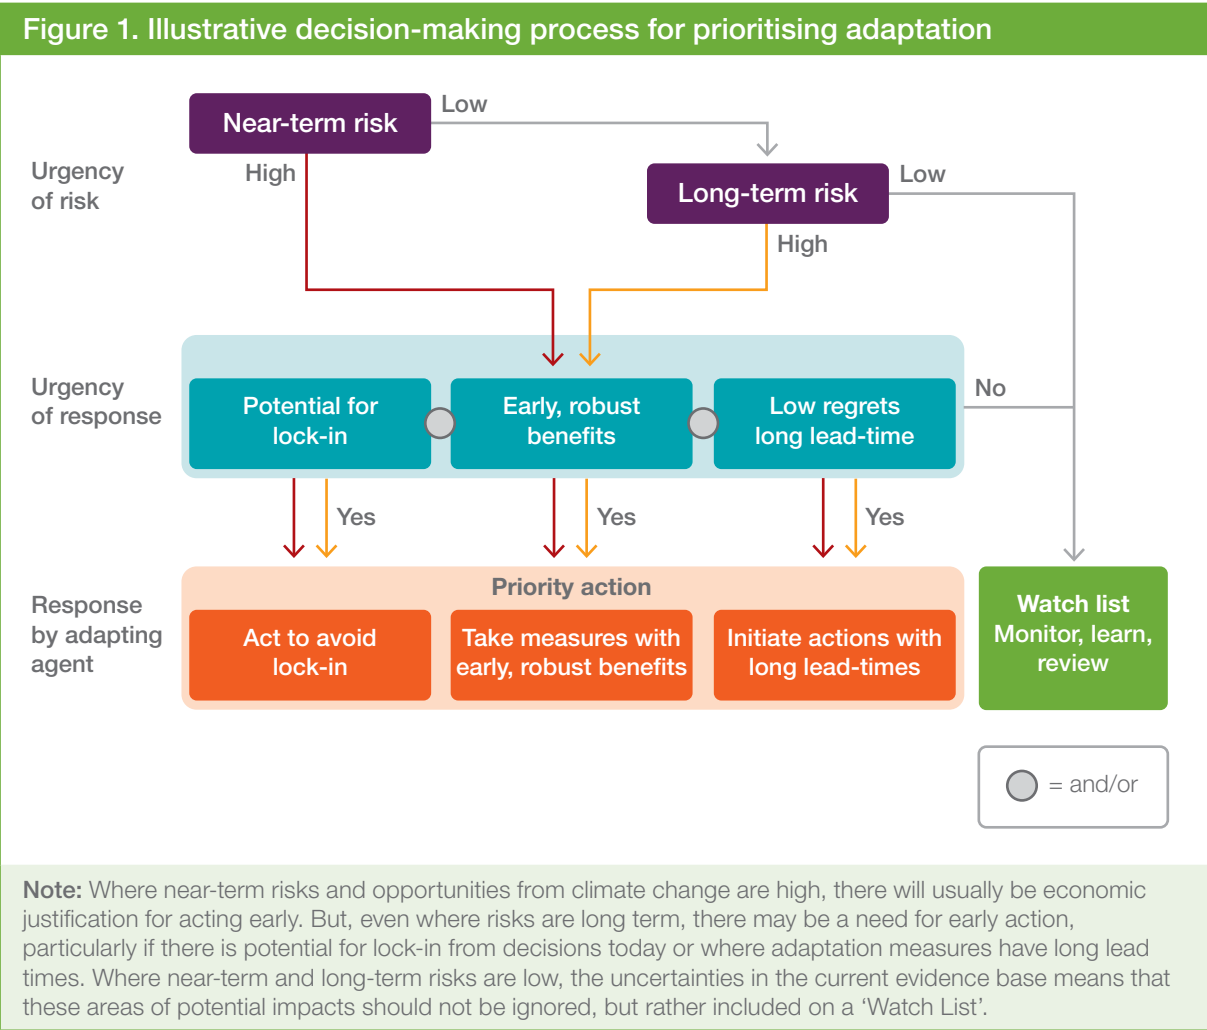 Figure 1. Illustrative decision-making process for prioritising adaptation
Near-term risk
Low
Urgency
of risk
High
Long-term risk
Low
High
Urgency
of response
Potential for
lock-in
Early, robust
benefits
Low regrets
long lead-time
No
Yes
Yes
Yes
Response
by adapting
agent
Priority action
Act to avoid
lock-in
Take measures with
early, robust benefits
Initiate actions with
long lead-times
Watch list
Monitor, learn,
review
= and/or
Note: Where near-term risks and opportunities from climate change are high, there will usually be economic
justification for acting early. But, even where risks are long term, there may be a need for early action,
particularly if there is potential for lock-in from decisions today or where adaptation measures have long lead
times. Where near-term and long-term risks are low, the uncertainties in the current evidence base means that
these areas of potential impacts should not be ignored, but rather included on a ‘Watch List’.